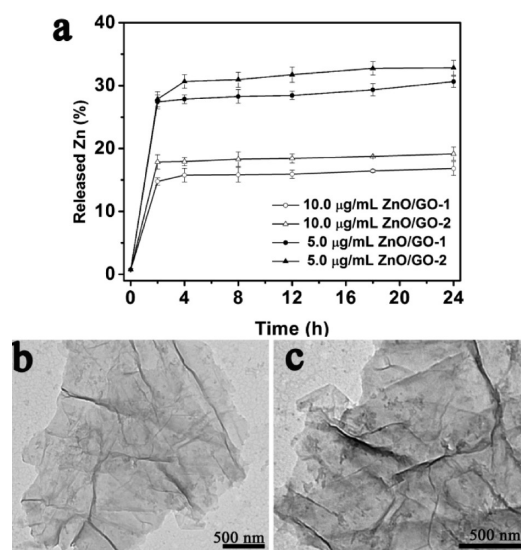 a
Released Zn (%)
40
30
20
10
0
10.0 μg/mL ZnO/GO-1
10.0 μg/mL ZnO/GO-2
5.0 μg/mL ZnO/GO-1
5.0 μg/mL ZnO/GO-2
0 4 8 12 16 20 24
Time (h)
b
500 nm
c
500 nm